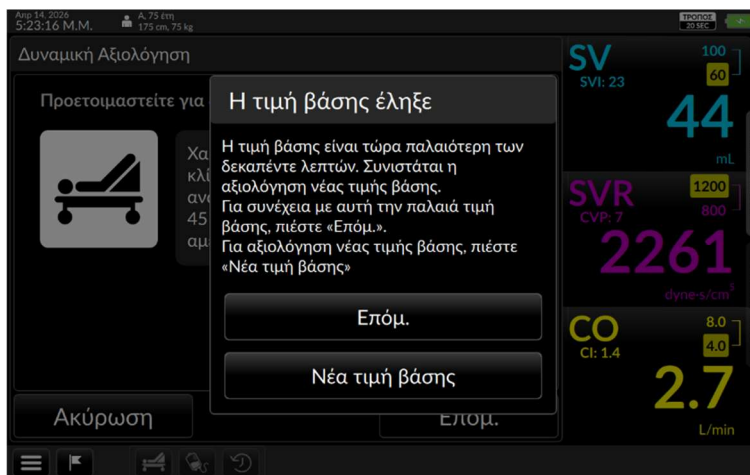 Απρ 14, 2026
5:23:16 Μ.Μ.
Α, 75 έτη
175 cm, 75 kg
ΤΡΟΠΟΣ
20 SEC
Δυναμική Αξιολόγηση
Προετοιμαστείτε για
Η τιμή βάσης έληξε
Η τιμή βάσης είναι τώρα παλαιότερη των
δεκαπέντε λεπτών. Συνιστάται η
αξιολόγηση νέας τιμής βάσης.
Για συνέχεια με αυτή την παλαιά τιμή
βάσης, πιέστε «Επόμ.».
Για αξιολόγηση νέας τιμής βάσης, πιέστε
«Νέα τιμή βάσης»
Επόμ.
Νέα τιμή βάσης
Ακύρωση
Επόμ.
SV
SVI: 23
100
60
44
mL
SVR
CVP: 7
1200
800
2261
dyne-s/cm⁵
CO
CI: 1.4
8.0
4.0
2.7
L/min